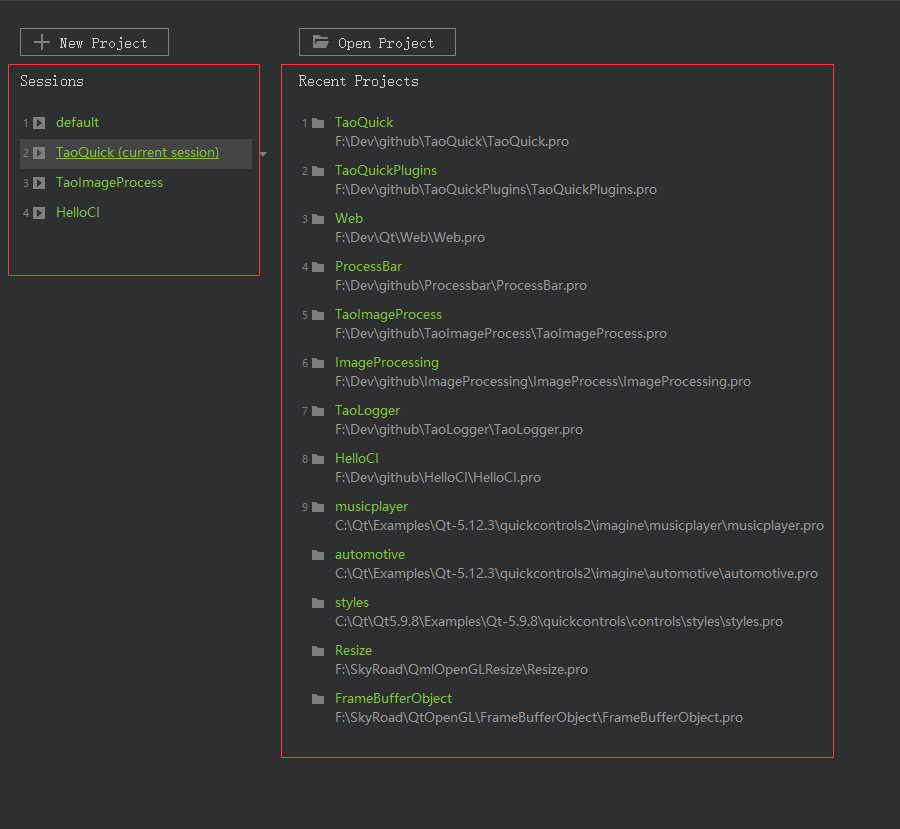 New Project
Open Project
Sessions
1 default
2 TaoQuick (current session)
3 TaoImageProcess
4 HelloCI
Recent Projects
1 TaoQuick
F:\Dev\github\TaoQuick\TaoQuick.pro
2 TaoQuickPlugins
F:\Dev\github\TaoQuickPlugins\TaoQuickPlugins.pro
3 Web
F:\Dev\Qt\Web\Web.pro
4 ProcessBar
F:\Dev\github\Processbar\ProcessBar.pro
5 TaoImageProcess
F:\Dev\github\TaoImageProcess\TaoImageProcess.pro
6 ImageProcessing
F:\Dev\github\ImageProcessing\ImageProcess\ImageProcessing.pro
7 TaoLogger
F:\Dev\github\TaoLogger\TaoLogger.pro
8 HelloCI
F:\Dev\github\HelloCI\HelloCI.pro
9 musicplayer
C:\Qt\Examples\Qt-5.12.3\quickcontrols2\imagine\musicplayer\musicplayer.pro
automotive
C:\Qt\Examples\Qt-5.12.3\quickcontrols2\imagine\automotive\automotive.pro
styles
C:\Qt\Qt5.9.8\Examples\Qt-5.9.8\quickcontrols\controls\styles\styles.pro
Resize
F:\SkyRoad\QmlOpenGLResize\Resize.pro
FrameBufferObject
F:\SkyRoad\QtOpenGL\FrameBufferObject\FrameBufferObject.pro